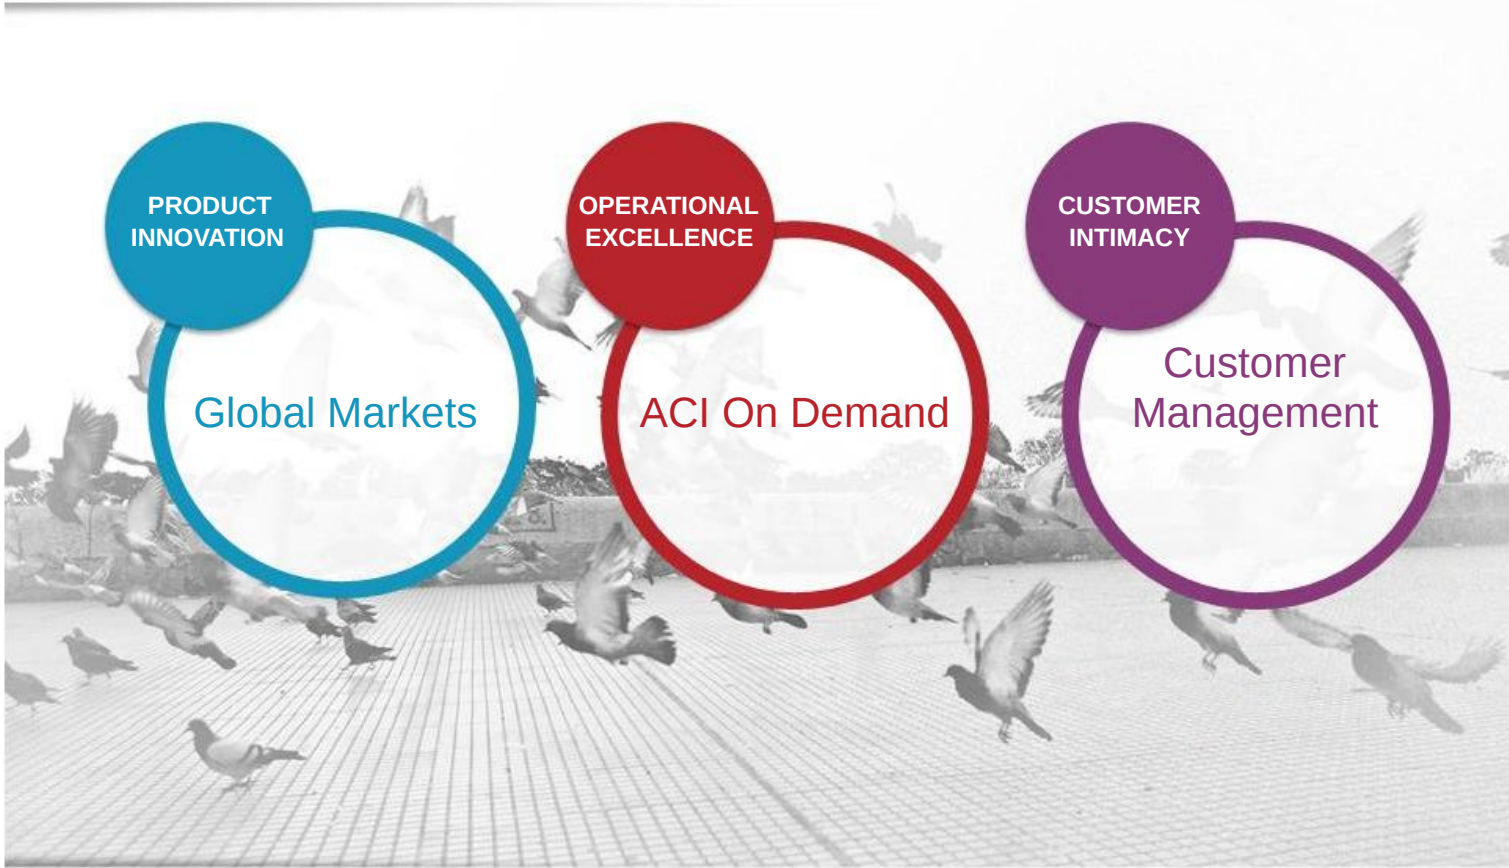 PRODUCT
INNOVATION
Global Markets
OPERATIONAL
EXCELLENCE
ACI On Demand
CUSTOMER
INTIMACY
Customer
Management